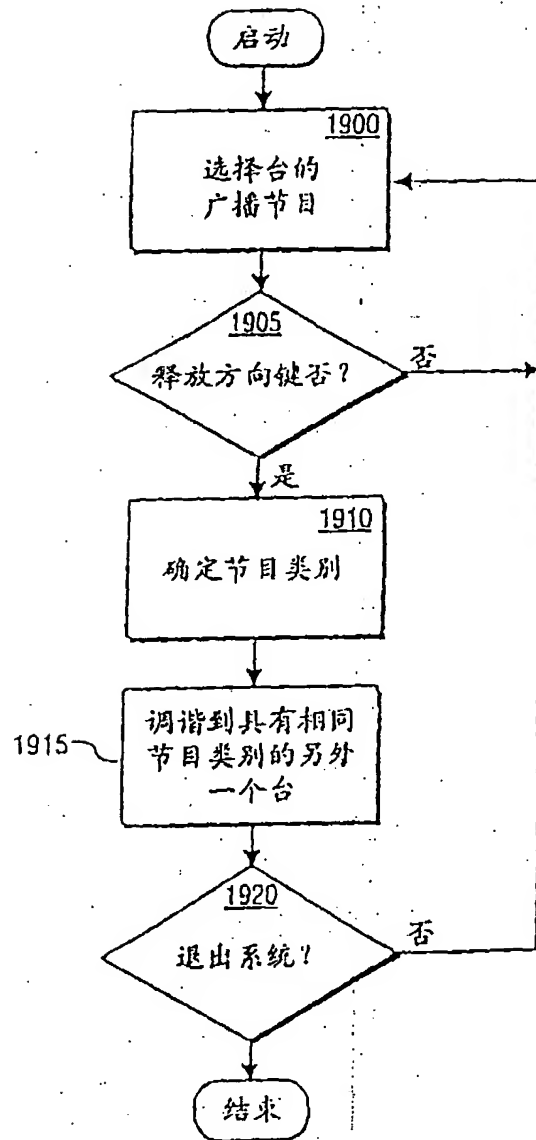 启动
1900
选择台的
广播节目
1905
释放方向键否?
否
是
1910
确定节目类别
1915
调谐到具有相同
节目类别的另外
一个台
1920
退出系统?
否
结束